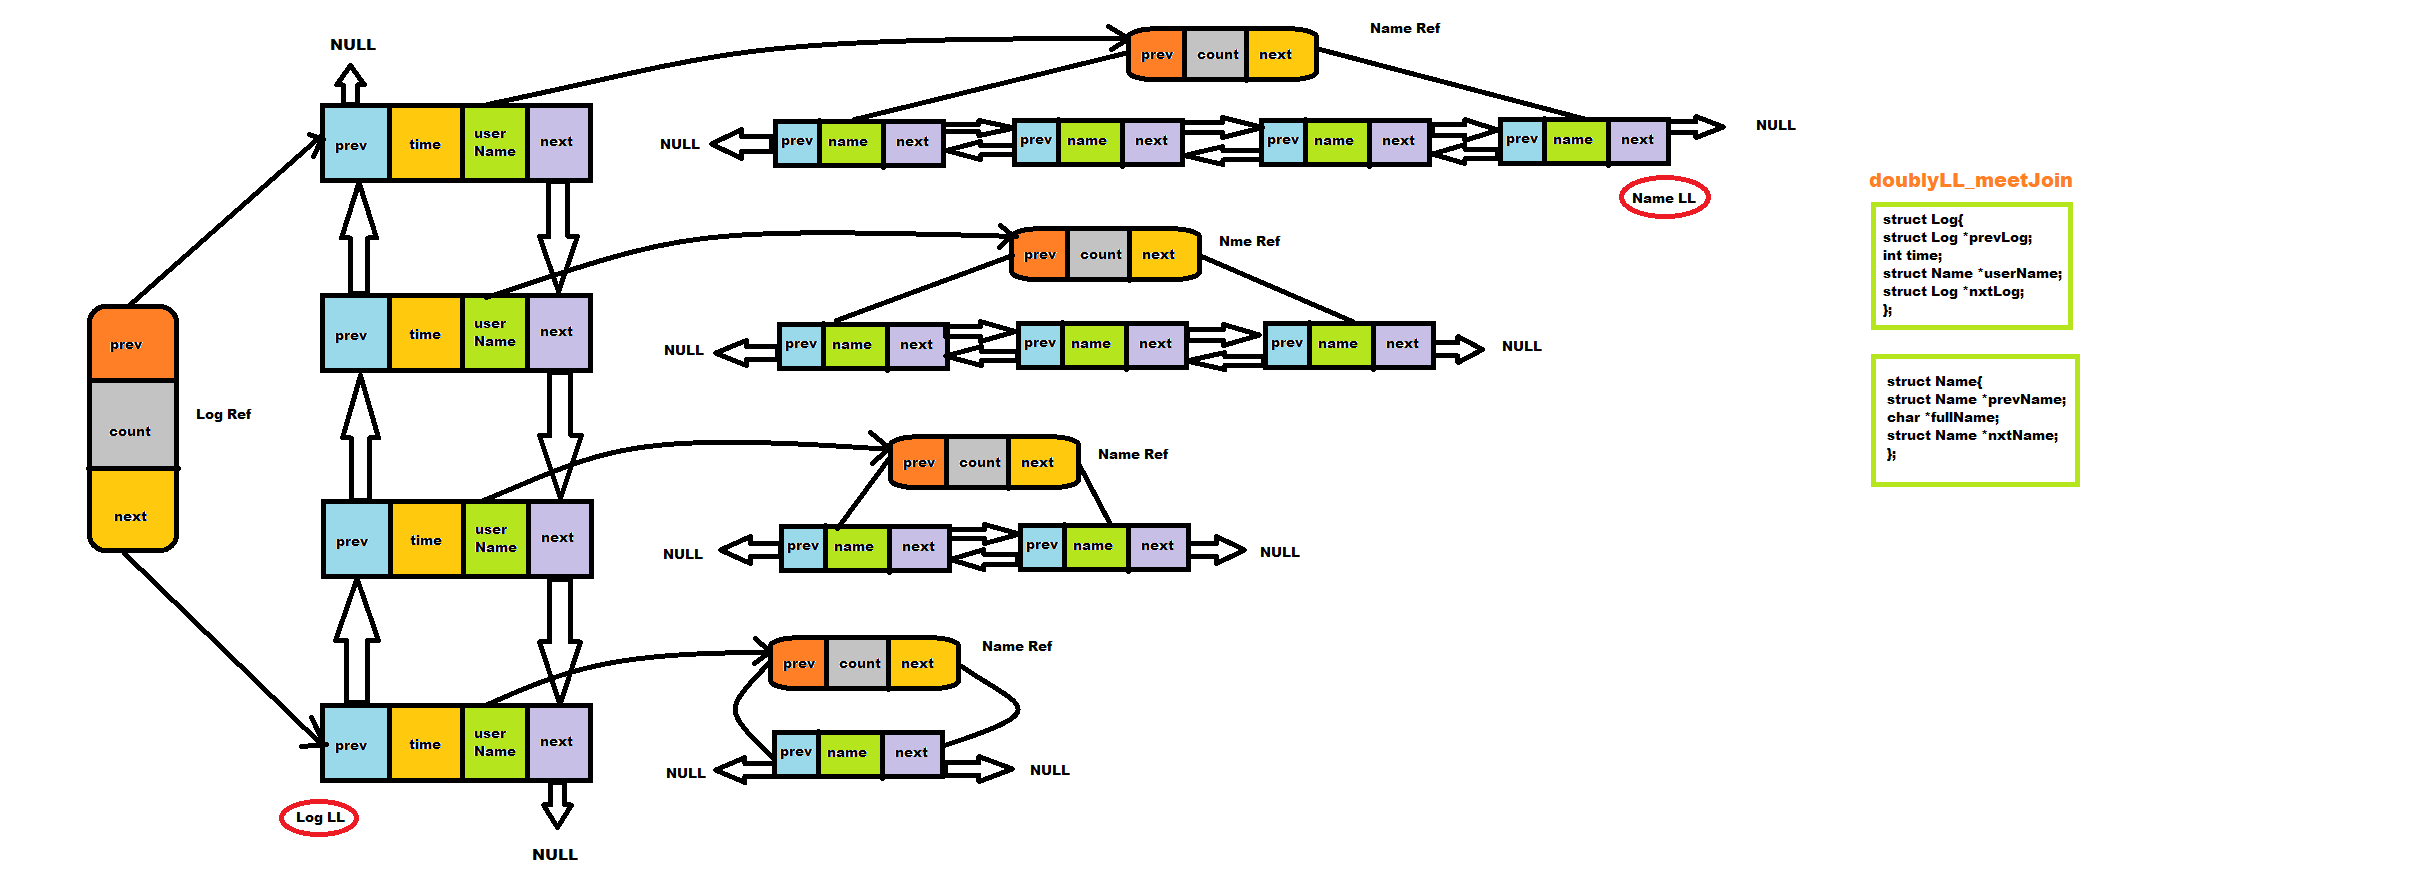 NULL
prev
time
user
Name
next
prev
count
next
Name Ref
NULL
prev
name
next
prev
name
next
prev
name
next
prev
name
next
NULL
Name LL
prev
time
user
Name
next
prev
count
next
Nme Ref
NULL
prev
name
next
prev
name
next
prev
name
next
NULL
prev
count
next
Log Ref
prev
time
user
Name
next
prev
count
next
Name Ref
NULL
prev
name
next
prev
name
next
NULL
prev
time
user
Name
next
prev
count
next
Name Ref
NULL
prev
name
next
NULL
Log LL
NULL
doublyLL_meetJoin
struct Log{
struct Log *prevLog;
int time;
struct Name *userName;
struct Log *nxtLog;
};
struct Name{
struct Name *prevName;
char *fullName;
struct Name *nxtName;
};